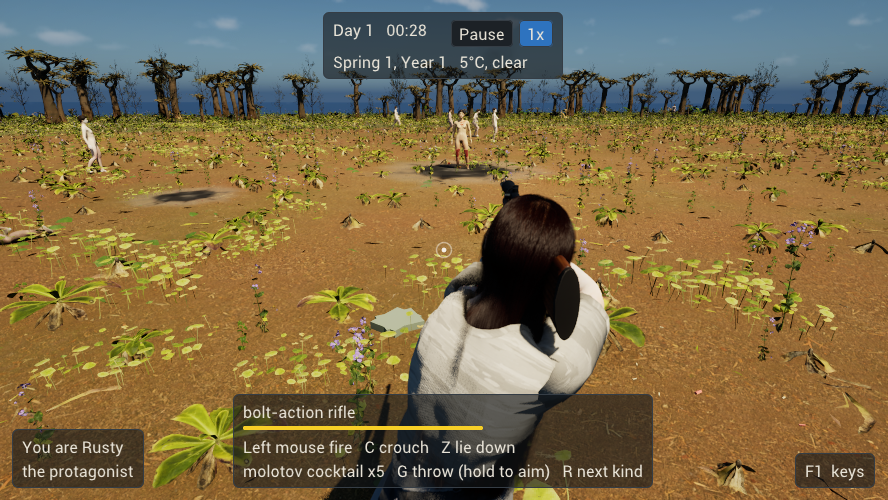 Day 1 00:28 Pause 1x
Spring 1, Year 1 5°C, clear
bolt-action rifle
Left mouse fire C crouch Z lie down
molotov cocktail x5 G throw (hold to aim) R next kind
You are Rusty
the protagonist
F1 keys